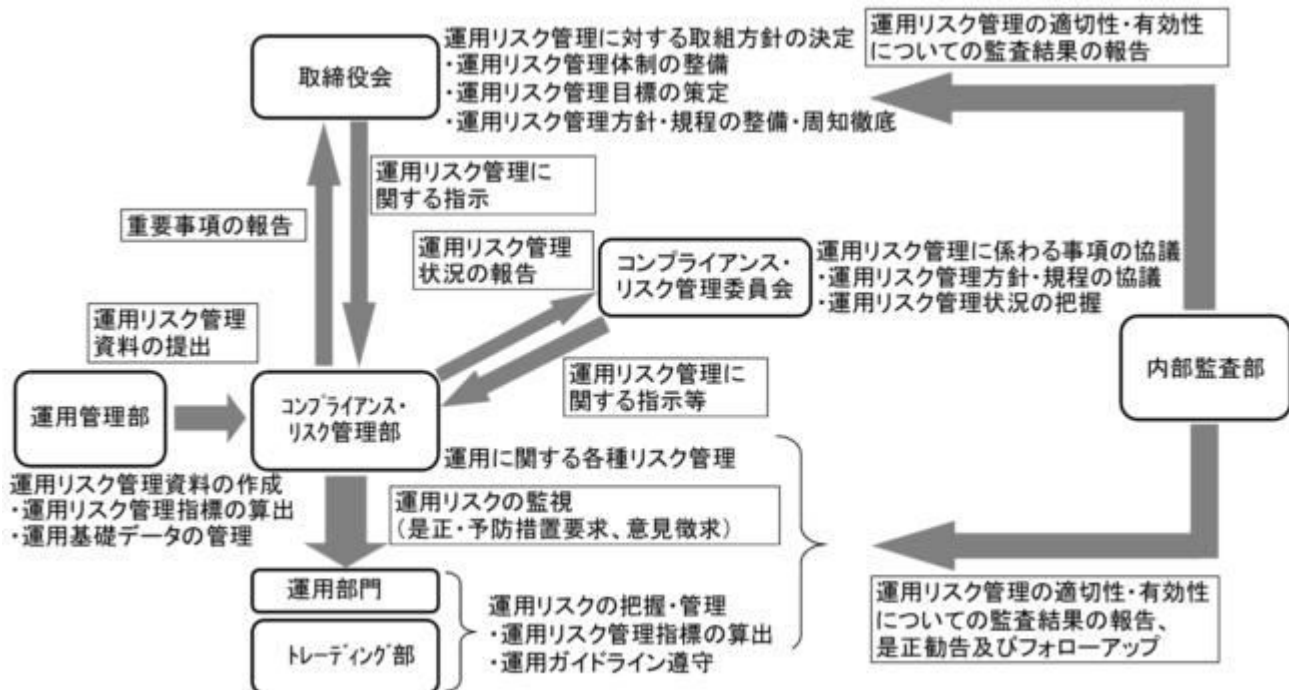 取締役会
運用リスク管理に対する取組方針の決定
・運用リスク管理体制の整備
・運用リスク管理目標の策定
・運用リスク管理方針・規程の整備・周知徹底
運用リスク管理の適切性・有効性
についての監査結果の報告
運用リスク管理に
関する指示
重要事項の報告
運用リスク管理
状況の報告
コンプライアンス・
リスク管理委員会
運用リスク管理に係わる事項の協議
・運用リスク管理方針・規程の協議
・運用リスク管理状況の把握
運用リスク管理
資料の提出
内部監査部
運用管理部
コンプライアンス・
リスク管理部
運用リスク管理に
関する指示等
運用に関する各種リスク管理
運用リスク管理資料の作成
・運用リスク管理指標の算出
・運用基礎データの管理
運用リスクの監視
(是正・予防措置要求、意見徴求)
運用部門
トレーディング部
運用リスクの把握・管理
・運用リスク管理指標の算出
・運用ガイドライン遵守
運用リスク管理の適切性・有効性
についての監査結果の報告、
是正勧告及びフォローアップ